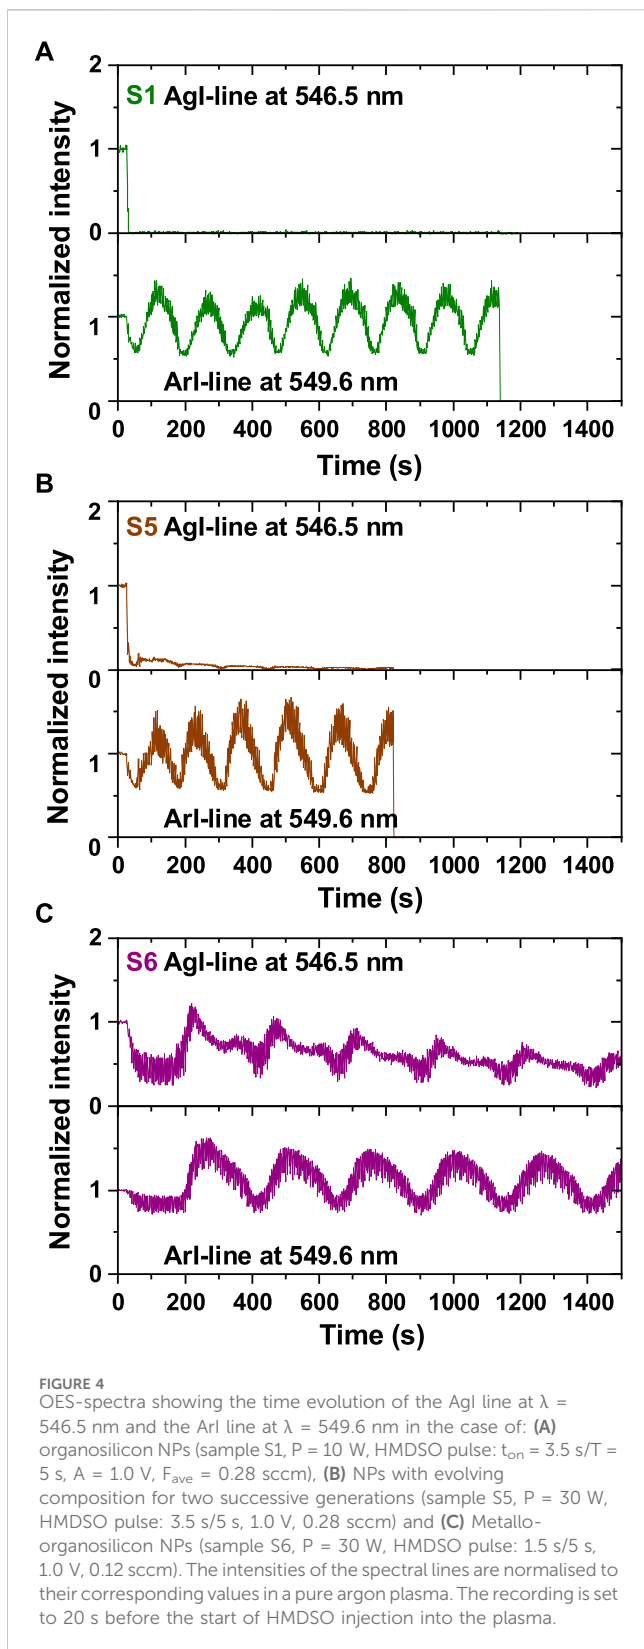 A
2
S1 AgI-line at 546.5 nm
1
0
1
ArI-line at 549.6 nm
0
Normalized intensity
0 200 400 600 800 1000 1200 1400
Time (s)
B
2
S5 AgI-line at 546.5 nm
1
0
1
ArI-line at 549.6 nm
0
Normalized intensity
0 200 400 600 800 1000 1200 1400
Time (s)
C
2
S6 AgI-line at 546.5 nm
1
0
1
ArI-line at 549.6 nm
0
Normalized intensity
0 200 400 600 800 1000 1200 1400
Time (s)
FIGURE 4
OES-spectra showing the time evolution of the AgI line at λ =
546.5 nm and the ArI line at λ = 549.6 nm in the case of: (A)
organosilicon NPs (sample S1, P = 10 W, HMDSO pulse: ton = 3.5 s/T =
5 s, A = 1.0 V, Fave = 0.28 sccm), (B) NPs with evolving
composition for two successive generations (sample S5, P = 30 W,
HMDSO pulse: 3.5 s/5 s, 1.0 V, 0.28 sccm) and (C) Metallo-
organosilicon NPs (sample S6, P = 30 W, HMDSO pulse: 1.5 s/5 s,
1.0 V, 0.12 sccm). The intensities of the spectral lines are normalised to
their corresponding values in a pure argon plasma. The recording is set
to 20 s before the start of HMDSO injection into the plasma.